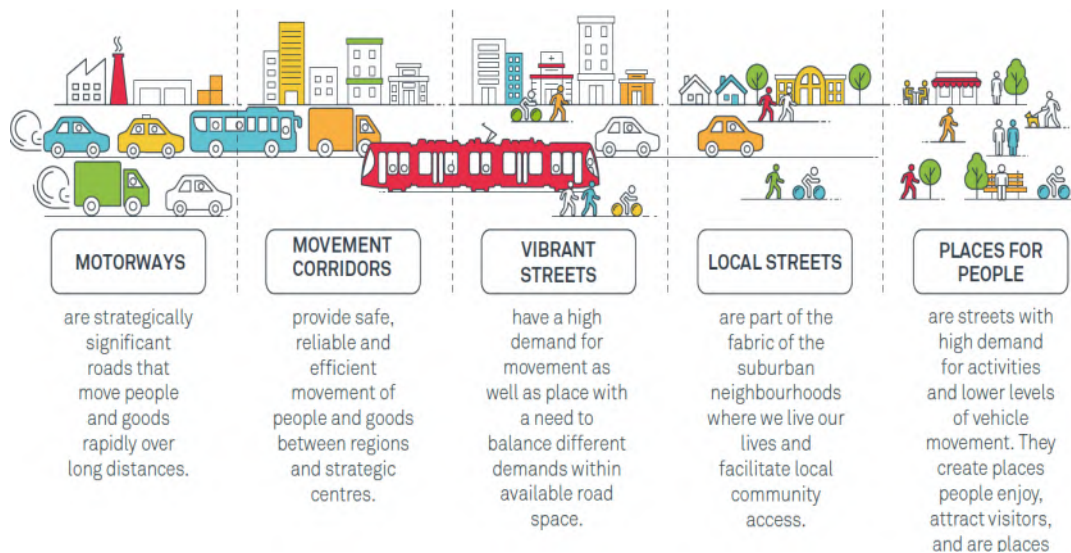 MOTORWAYS
are strategically
significant
roads that
move people
and goods
rapidly over
long distances.
MOVEMENT
CORRIDORS
provide safe,
reliable and
efficient
movement of
people and goods
between regions
and strategic
centres.
VIBRANT
STREETS
have a high
demand for
movement as
well as place with
a need to
balance different
demands within
available road
space.
LOCAL STREETS
are part of the
fabric of the
suburban
neighbourhoods
where we live our
lives and
facilitate local
community
access.
PLACES FOR
PEOPLE
are streets with
high demand
for activities
and lower levels
of vehicle
movement. They
create places
people enjoy,
attract visitors,
and are places